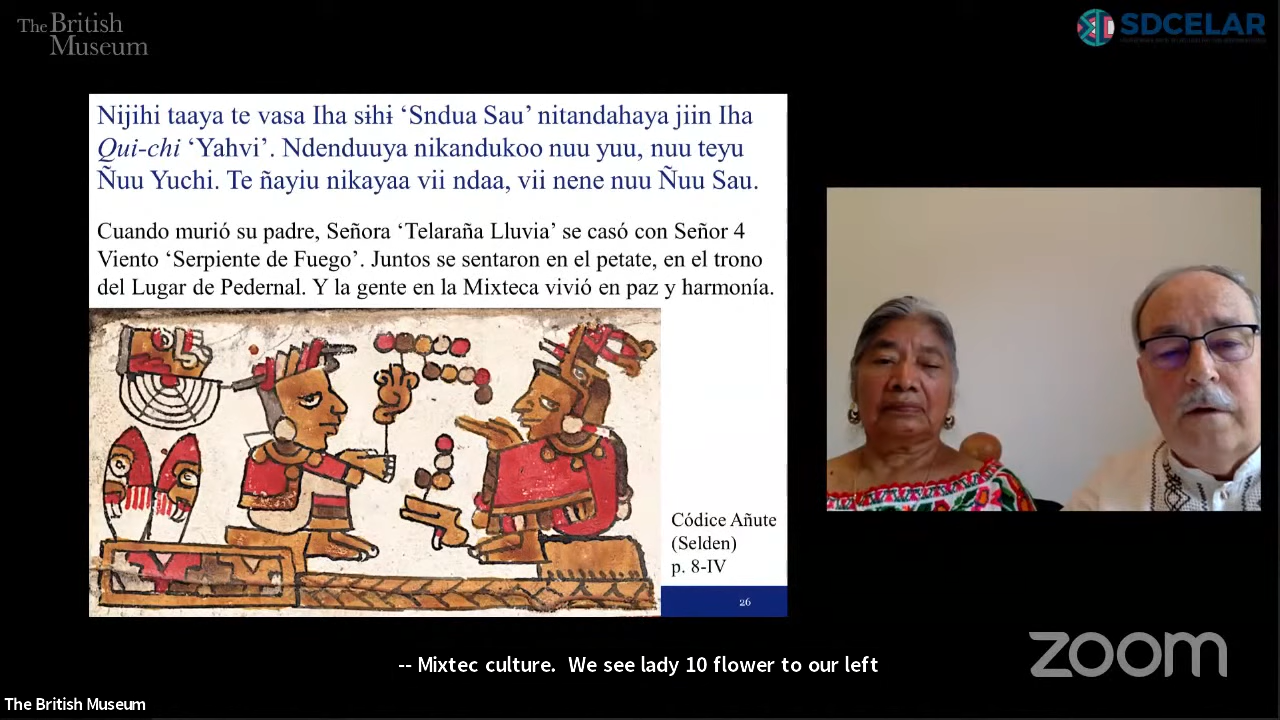 The British
Museum
SDCELAR
Nijihi taaya te vasa Iha sɨhɨ ‘Sndua Sau’ nitandahaya jiin Iha
Qui-chi ‘Yahvi’. Ndenduuya nikandukoo nuu yuu, nuu teyu
Ñuu Yuchi. Te ñayiu nikayaa vii ndaa, vii nene nuu Ñuu Sau.
Cuando murió su padre, Señora ‘Telaraña Lluvia’ se casó con Señor 4
Viento ‘Serpiente de Fuego’. Juntos se sentaron en el petate, en el trono
del Lugar de Pedernal. Y la gente en la Mixteca vivió en paz y harmonía.
Códice Añute
(Selden)
p. 8-IV
26
-- Mixtec culture. We see lady 10 flower to our left
zoom
The British Museum